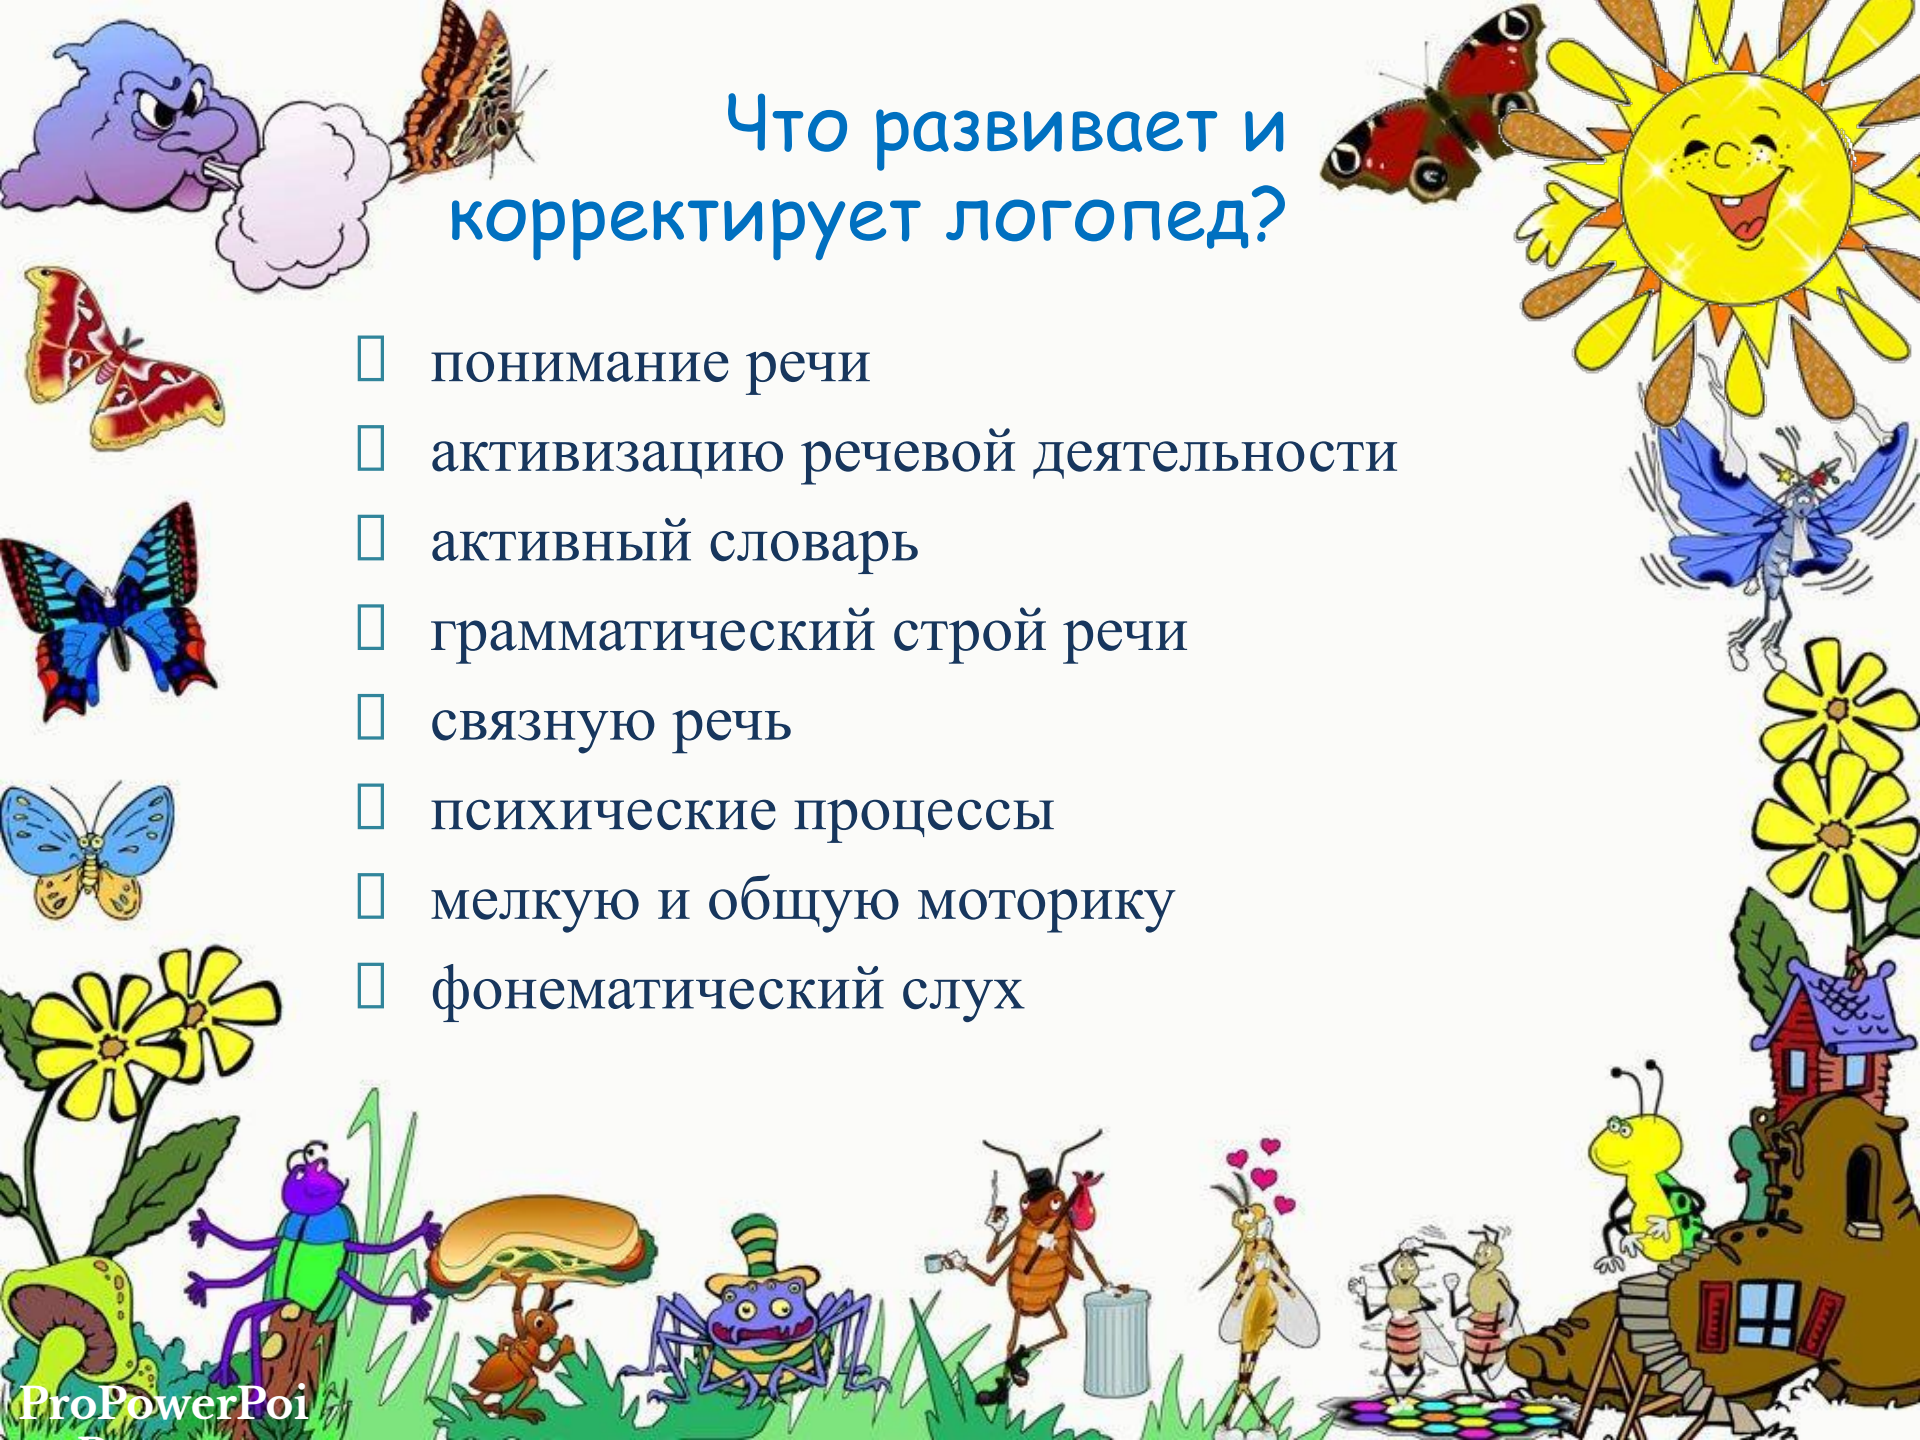 Что развивает и
корректирует логопед?
понимание речи
активизацию речевой деятельности
активный словарь
грамматический строй речи
связную речь
психические процессы
мелкую и общую моторику
фонематический слух
ProPowerPoi